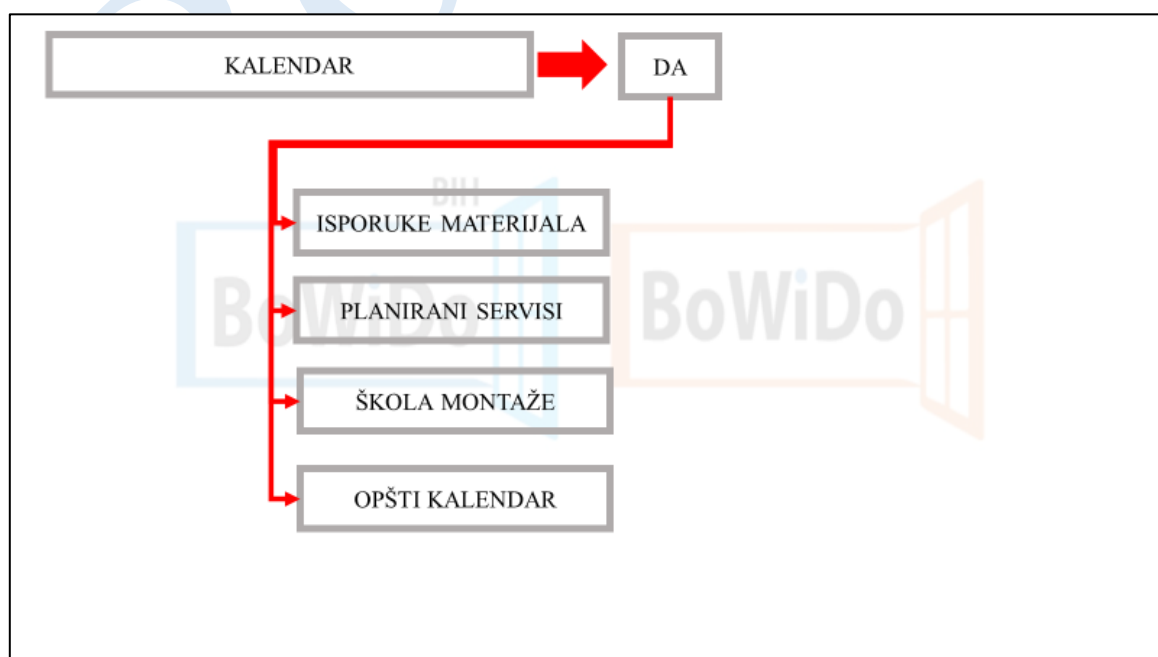 KALENDAR
DA
BIH
ISPORUKE MATERIJALA
BoWiDo
BoWiDo
PLANIRANI SERVISI
ŠKOLA MONTAŽE
OPŠTI KALENDAR